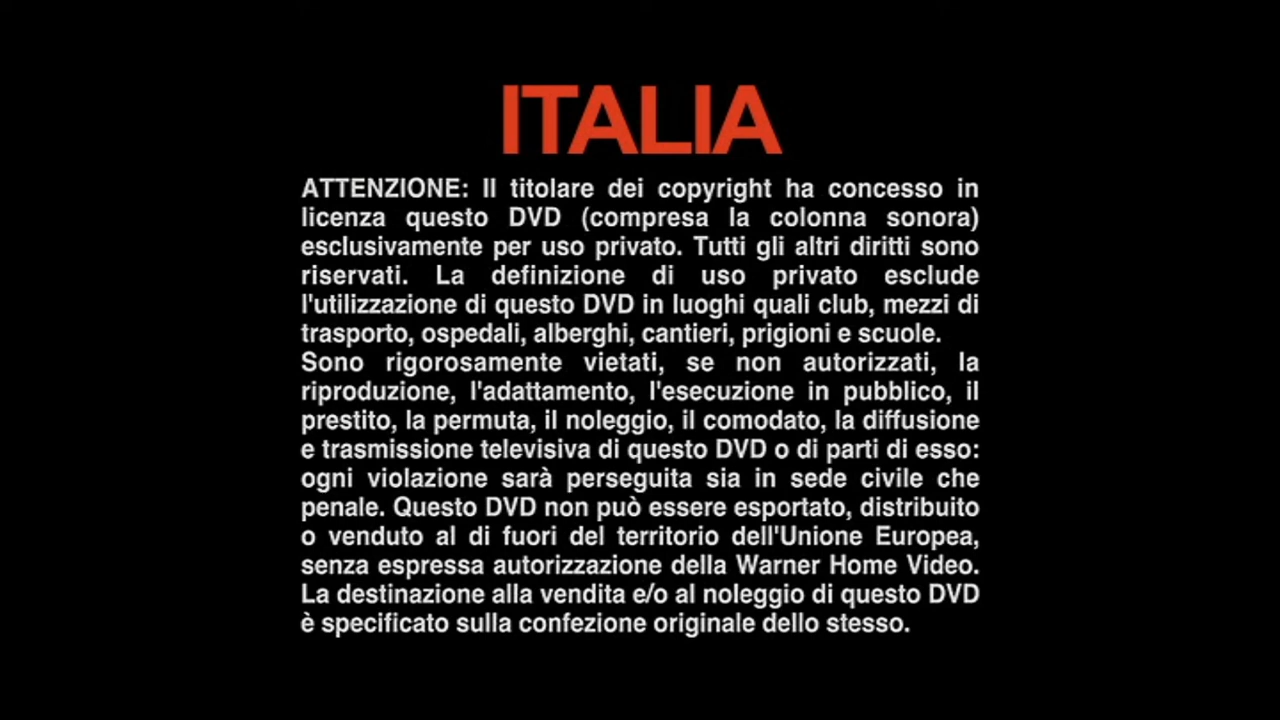 ITALIA
ATTENZIONE: Il titolare dei copyright ha concesso in
licenza questo DVD (compresa la colonna sonora)
esclusivamente per uso privato. Tutti gli altri diritti sono
riservati. La definizione di uso privato esclude
l'utilizzazione di questo DVD in luoghi quali club, mezzi di
trasporto, ospedali, alberghi, cantieri, prigioni e scuole.
Sono rigorosamente vietati, se non autorizzati, la
riproduzione, l'adattamento, l'esecuzione in pubblico, il
prestito, la permuta, il noleggio, il comodato, la diffusione
e trasmissione televisiva di questo DVD o di parti di esso:
ogni violazione sarà perseguita sia in sede civile che
penale. Questo DVD non può essere esportato, distribuito
o venduto al di fuori del territorio dell'Unione Europea,
senza espressa autorizzazione della Warner Home Video.
La destinazione alla vendita e/o al noleggio di questo DVD
è specificato sulla confezione originale dello stesso.